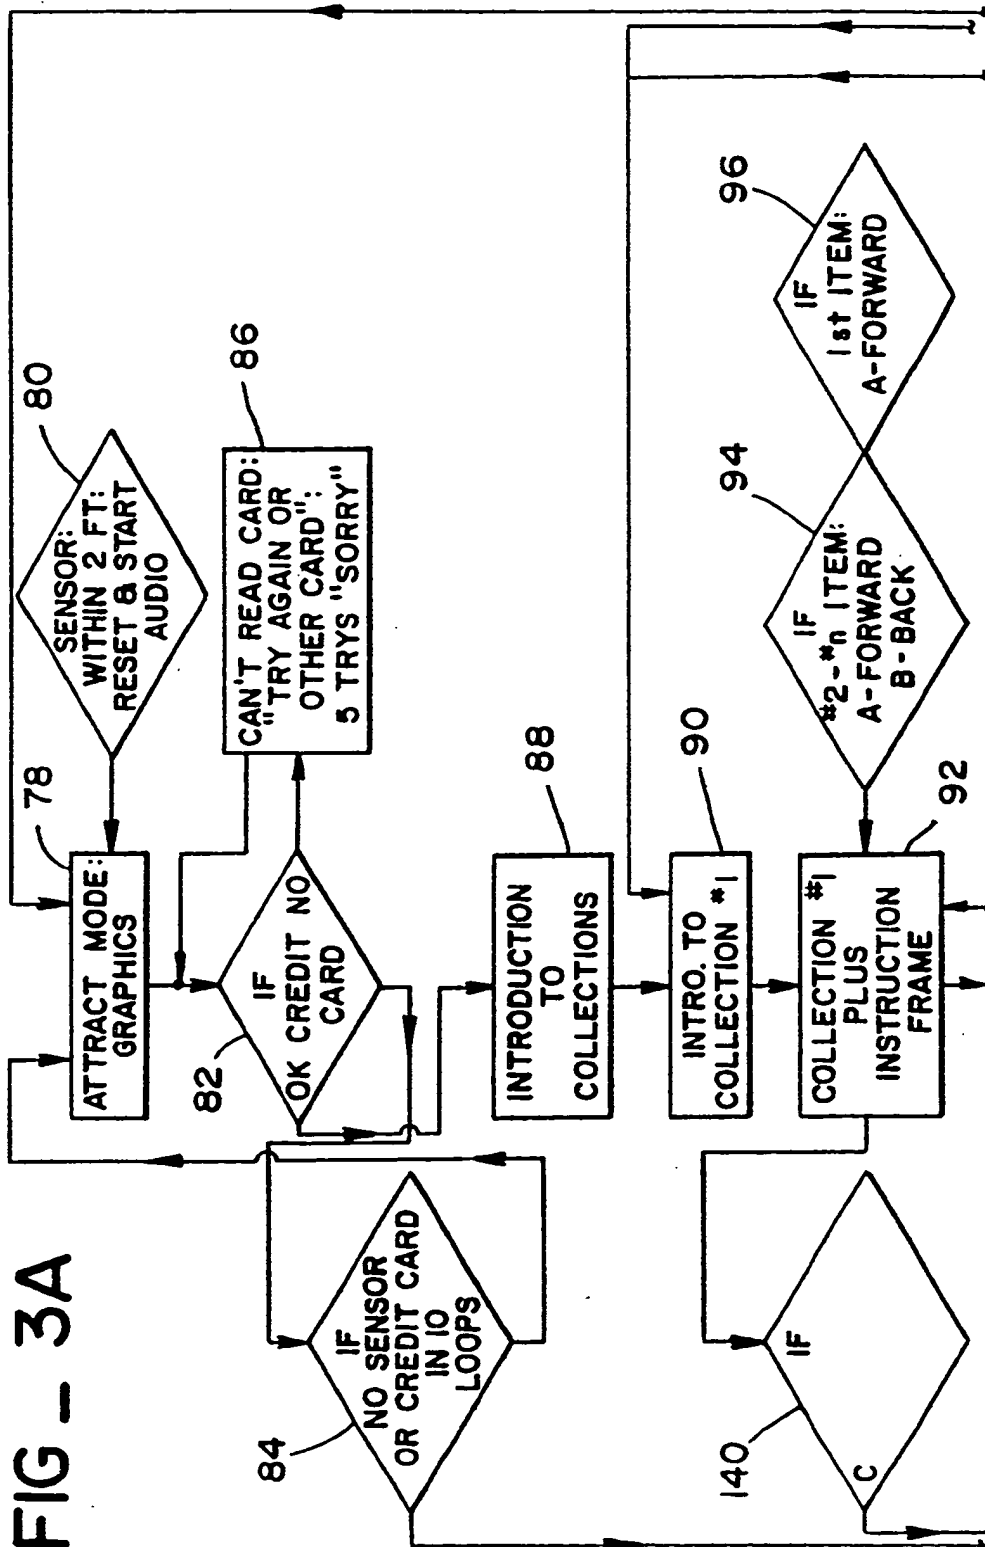 FIG - 3A
78
ATTRACT MODE:
GRAPHICS
80
SENSOR:
WITHIN 2 FT:
RESET & START
AUDIO
82
IF
OK CREDIT NO
CARD
86
CAN'T READ CARD:
"TRY AGAIN OR
OTHER CARD";
5 TRYS "SORRY"
84
IF
NO SENSOR
OR CREDIT CARD
IN 10
LOOPS
88
INTRODUCTION
TO
COLLECTIONS
90
INTRO. TO
COLLECTION #1
92
COLLECTION #1
PLUS
INSTRUCTION
FRAME
94
IF
#2-#n ITEM:
A-FORWARD
B-BACK
96
IF
1st ITEM:
A-FORWARD
140
IF
C